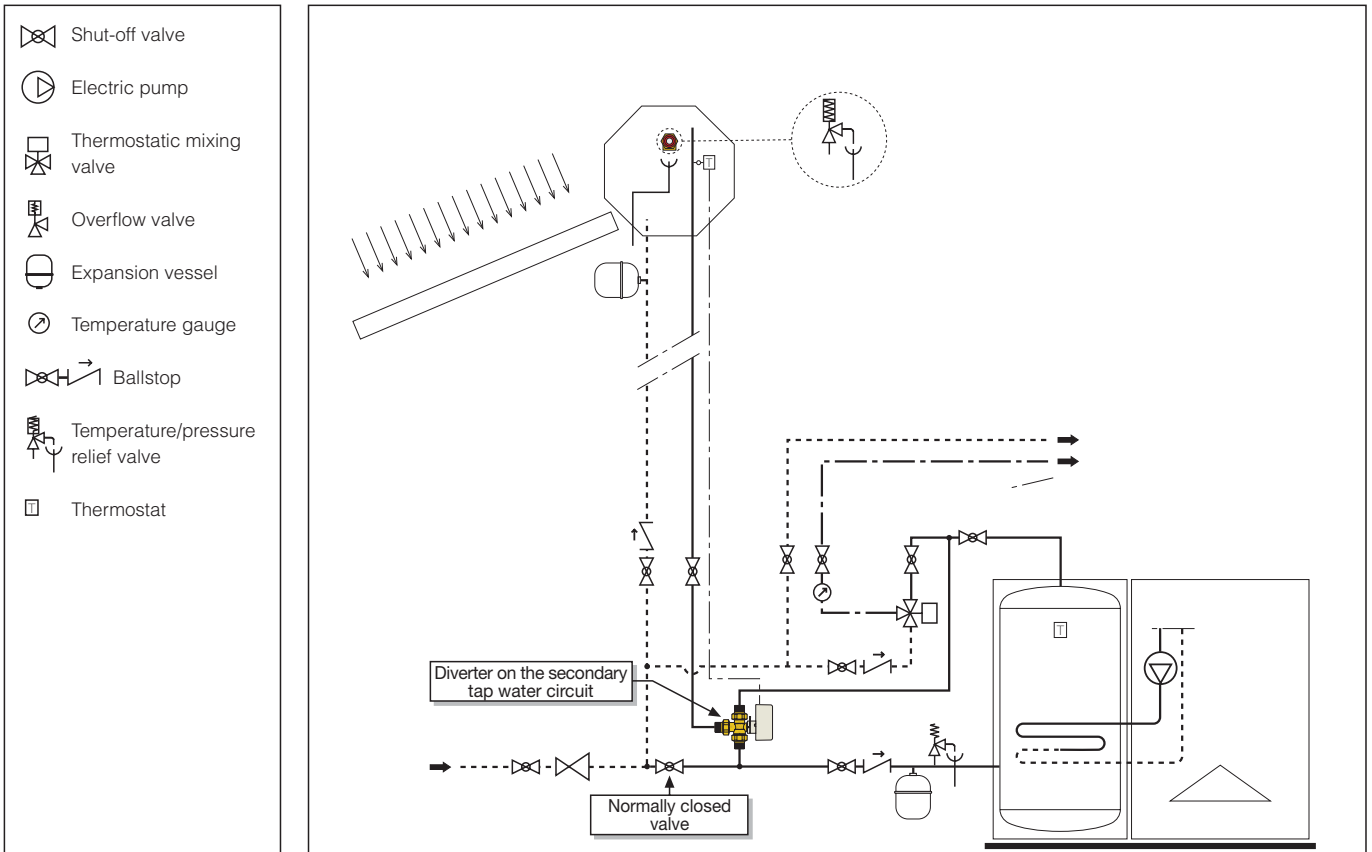 Shut-off valve
Electric pump
Thermostatic mixing
valve
Overflow valve
Expansion vessel
Temperature gauge
Ballstop
Temperature/pressure
relief valve
T
Thermostat
T
T
Diverter on the secondary
tap water circuit
Normally closed
valve